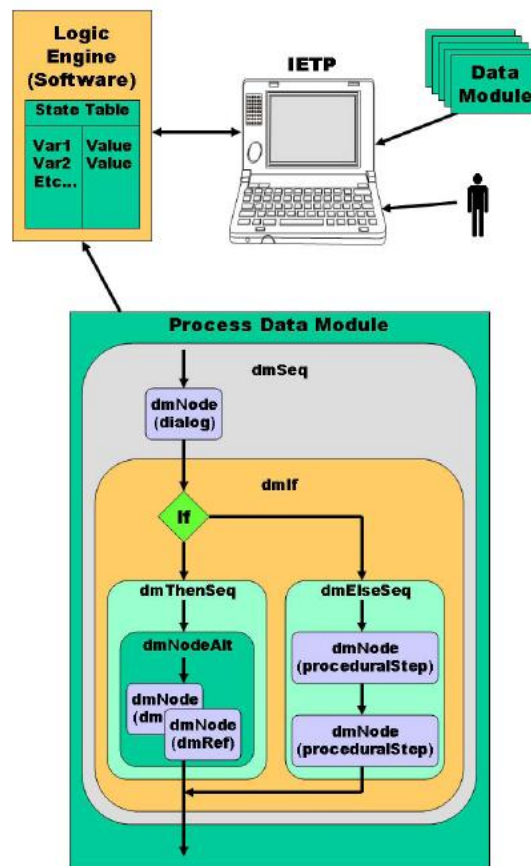 Logic
Engine
(Software)
State Table
Var1 Value
Var2 Value
Etc...
IETP
Data
Module
Process Data Module
dmSeq
dmNode
(dialog)
dmIf
If
dmThenSeq
dmElseSeq
dmNodeAlt
dmNode
(proceduralStep)
dmNode
(dm
dmNode
(dmRef)
dmNode
(proceduralStep)